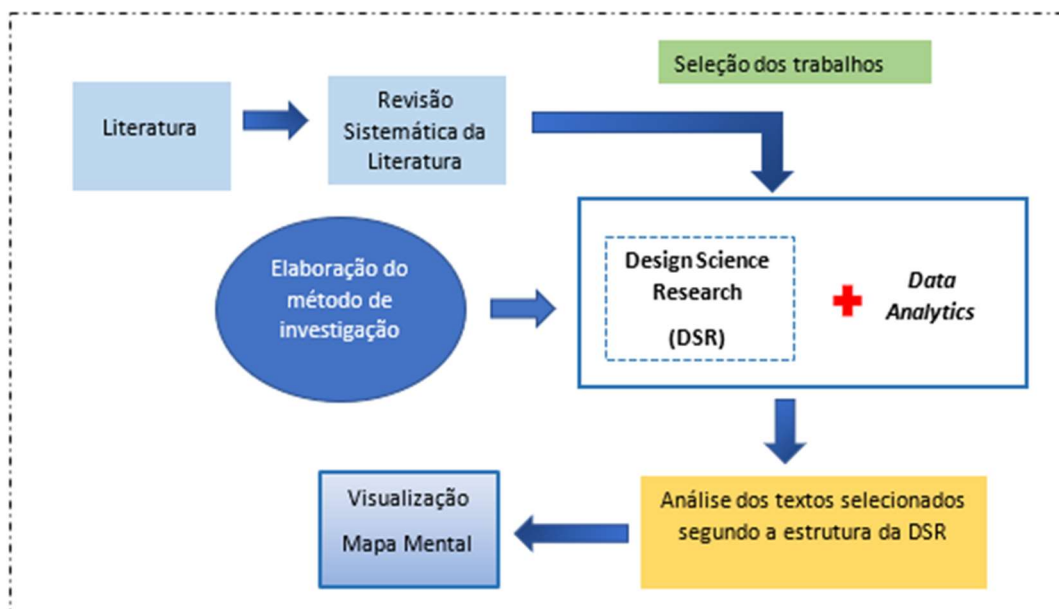 Seleção dos trabalhos
Literatura
Revisão
Sistemática da
Literatura
Elaboração do
método de
investigação
Design Science
Research
(DSR)
Data
Analytics
Visualização
Mapa Mental
Análise dos textos selecionados
segundo a estrutura da DSR